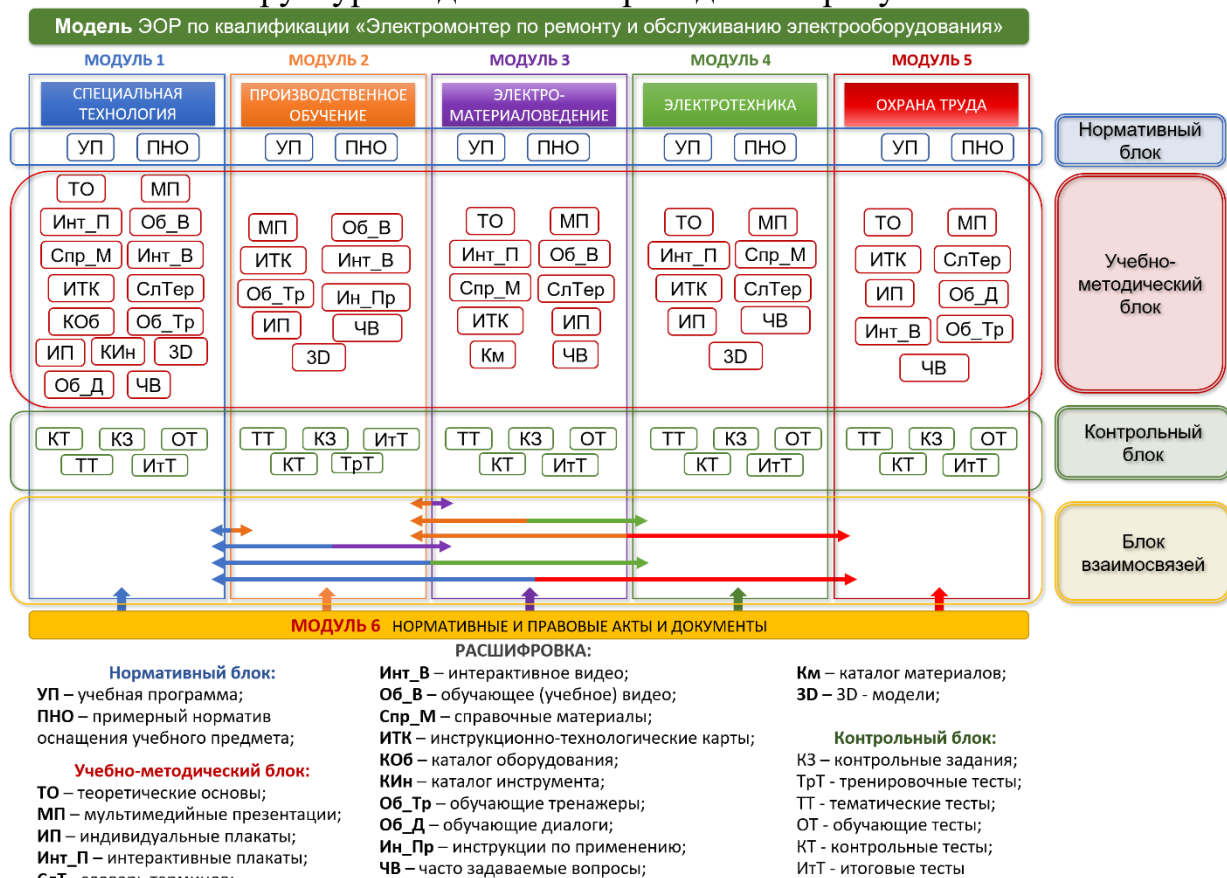 Модель ЭОР по квалификации «Электромонтер по ремонту и обслуживанию электрооборудования»
МОДУЛЬ 1 МОДУЛЬ 2 МОДУЛЬ 3 МОДУЛЬ 4 МОДУЛЬ 5
СПЕЦИАЛЬНАЯ
ТЕХНОЛОГИЯ
ПРОИЗВОДСТВЕННОЕ
ОБУЧЕНИЕ
ЭЛЕКТРО-
МАТЕРИАЛОВЕДЕНИЕ
ЭЛЕКТРОТЕХНИКА
ОХРАНА ТРУДА
УП ПНО УП ПНО УП ПНО УП ПНО УП ПНО
Нормативный
блок
ТО МП
Инт_П Об_В
Спр_М Инт_В
ИТК СлТер
КОб Об_Тр
ИП КИн 3D
Об_Д ЧВ
МП Об_В
ИТК Инт_В
Об_Тр Ин_Пр
ИП ЧВ
3D
ТО МП
Инт_П Об_В
Спр_М СлТер
ИТК ИП
Км ЧВ
ТО МП
Инт_П Спр_М
ИТК СлТер
ИП ЧВ
3D
ТО МП
ИТК СлТер
ИП Об_Д
Инт_В Об_Тр
ЧВ
Учебно-
методический
блок
КТ КЗ ОТ
ТТ ИтТ
ТТ КЗ ИтТ
КТ ТрТ
ТТ КЗ ОТ
КТ ИтТ
ТТ КЗ ОТ
КТ ИтТ
ТТ КЗ ОТ
КТ ИтТ
Контрольный
блок
Блок
взаимосвязей
МОДУЛЬ 6 НОРМАТИВНЫЕ И ПРАВОВЫЕ АКТЫ И ДОКУМЕНТЫ
РАСШИФРОВКА:
Нормативный блок:
УП – учебная программа;
ПНО – примерный норматив
оснащения учебного предмета;
Учебно-методический блок:
ТО – теоретические основы;
МП – мультимедийные презентации;
ИП – индивидуальные плакаты;
Инт_П – интерактивные плакаты;
Инт_В – интерактивное видео;
Об_В – обучающее (учебное) видео;
Спр_М – справочные материалы;
ИТК – инструкционно-технологические карты;
КОб – каталог оборудования;
КИн – каталог инструмента;
Об_Тр – обучающие тренажеры;
Об_Д – обучающие диалоги;
Ин_Пр – инструкции по применению;
ЧВ – часто задаваемые вопросы;
Км – каталог материалов;
3D – 3D - модели;
Контрольный блок:
КЗ – контрольные задания;
ТрТ - тренировочные тесты;
ТТ - тематические тесты;
ОТ - обучающие тесты;
КТ - контрольные тесты;
ИтТ - итоговые тесты